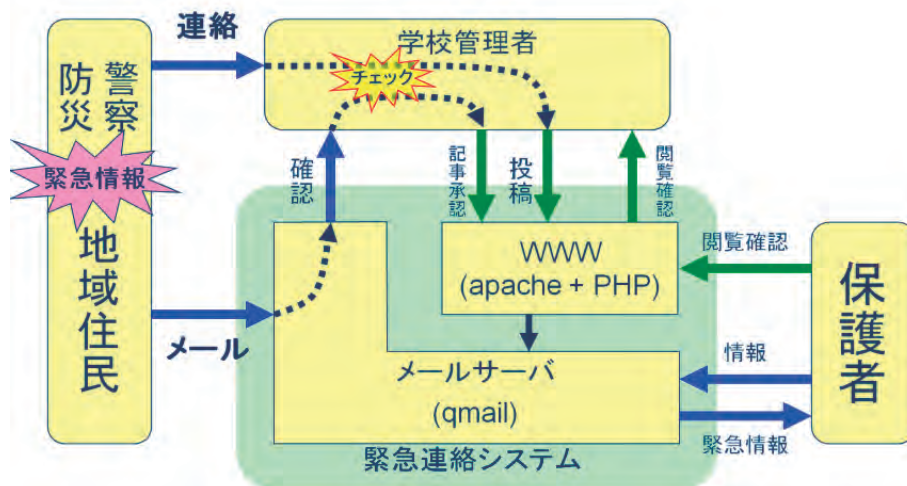 連絡
学校管理者
チェック
防災
警察
緊急情報
地域住民
メール
確認
記事承認
投稿
閲覧確認
WWW
(apache + PHP)
メールサーバ
(qmail)
緊急連絡システム
閲覧確認
情報
緊急情報
保護者